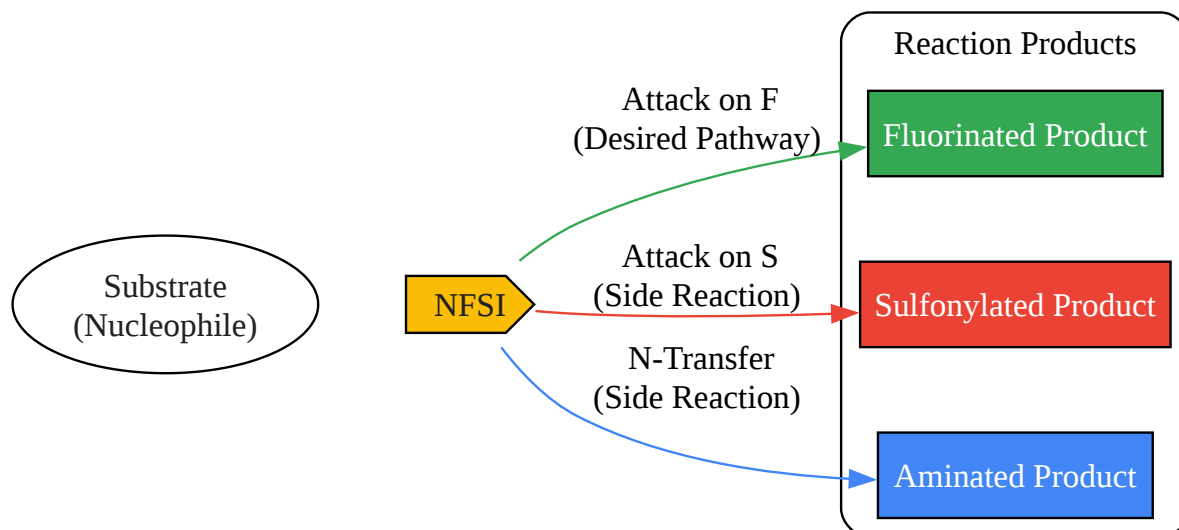 Reaction Products
Attack on F
(Desired Pathway)
Fluorinated Product
Substrate
(Nucleophile)
NFSI
Attack on S
(Side Reaction)
Sulfonylated Product
N-Transfer
(Side Reaction)
Aminated Product